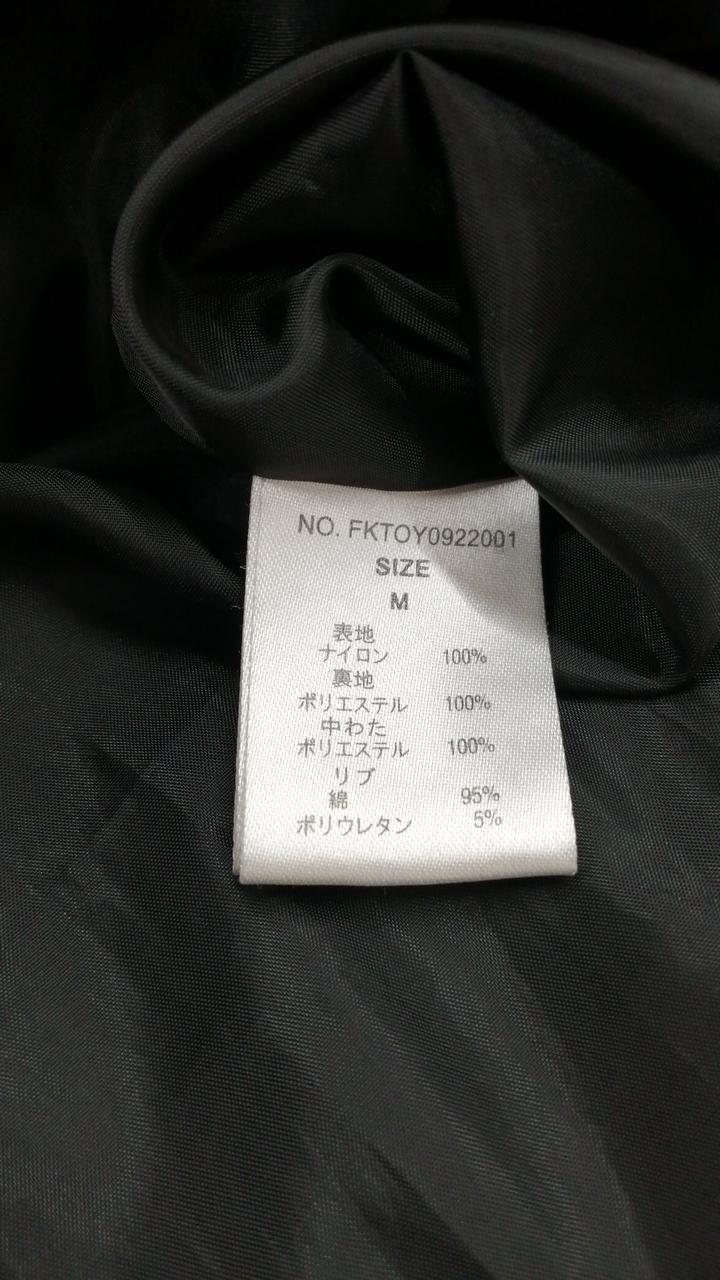 NO. FKTOY0922001
SIZE
M
表地
ナイロン 100%
裏地
ポリエステル 100%
中わた
ポリエステル 100%
リブ
綿 95%
ポリウレタン 5%